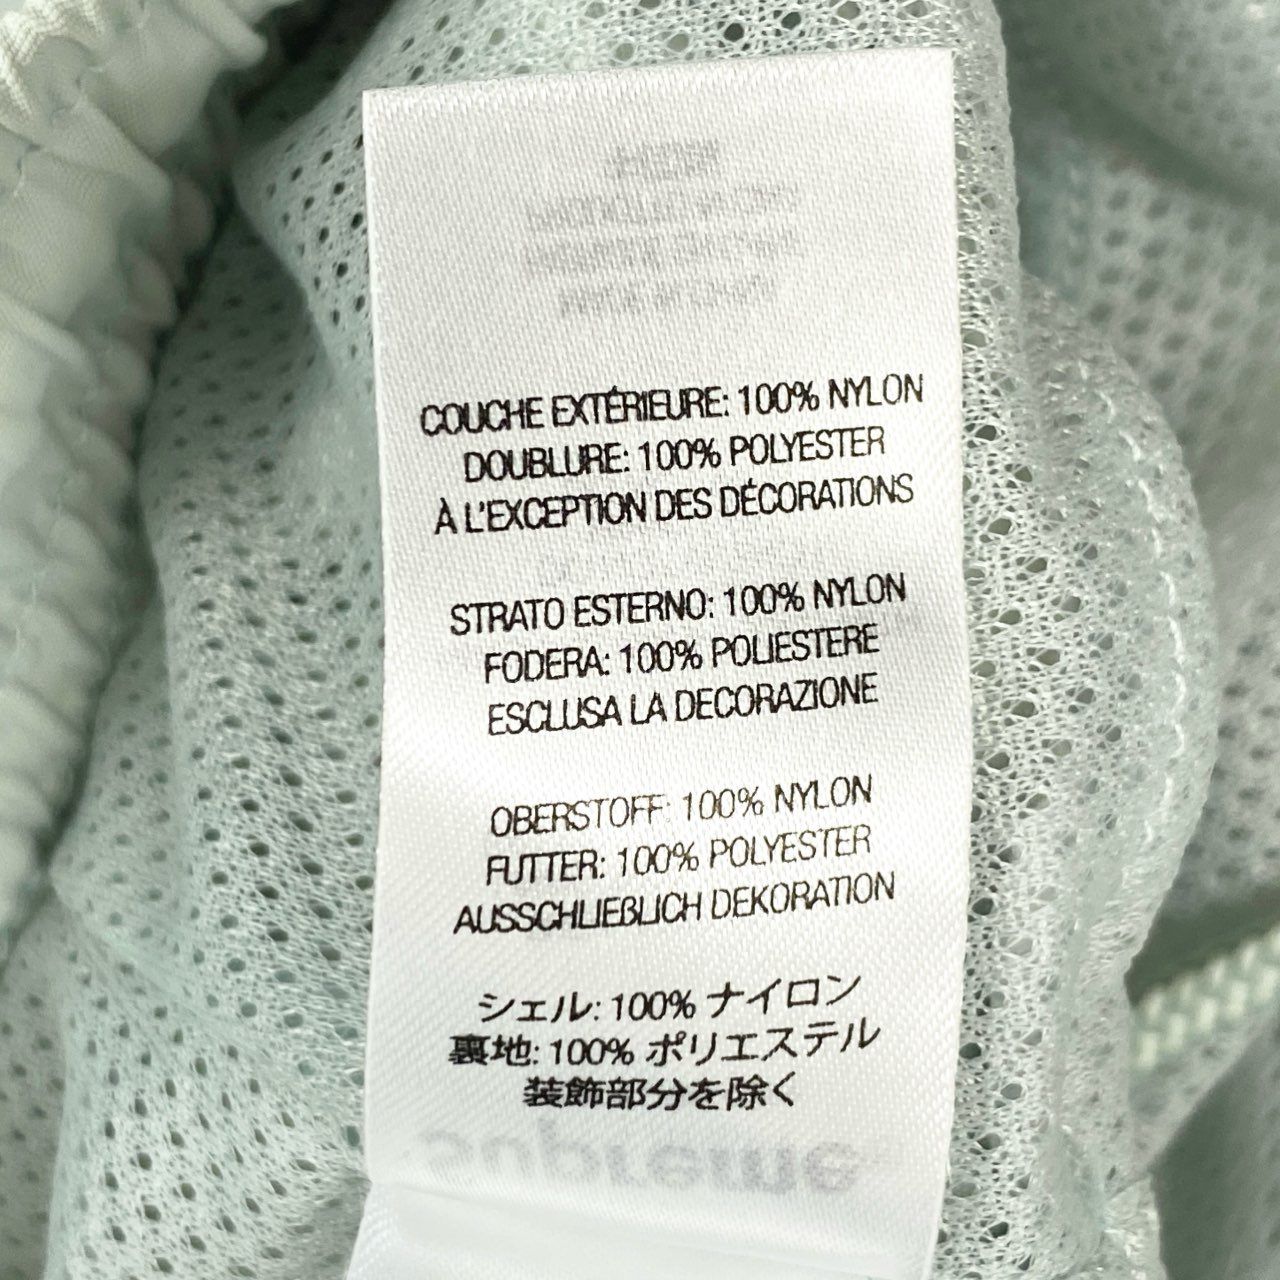 COUCHE EXTÉRIEURE: 100% NYLON
DOUBLURE: 100% POLYESTER
À L'EXCEPTION DES DÉCORATIONS
STRATO ESTERNO: 100% NYLON
FODERA: 100% POLIESTERE
ESCLUSA LA DECORAZIONE
OBERSTOFF: 100% NYLON
FUTTER: 100% POLYESTER
AUSSCHLIEßLICH DEKORATION
シェル: 100% ナイロン
裏地: 100% ポリエステル
装飾部分を除く
supreme